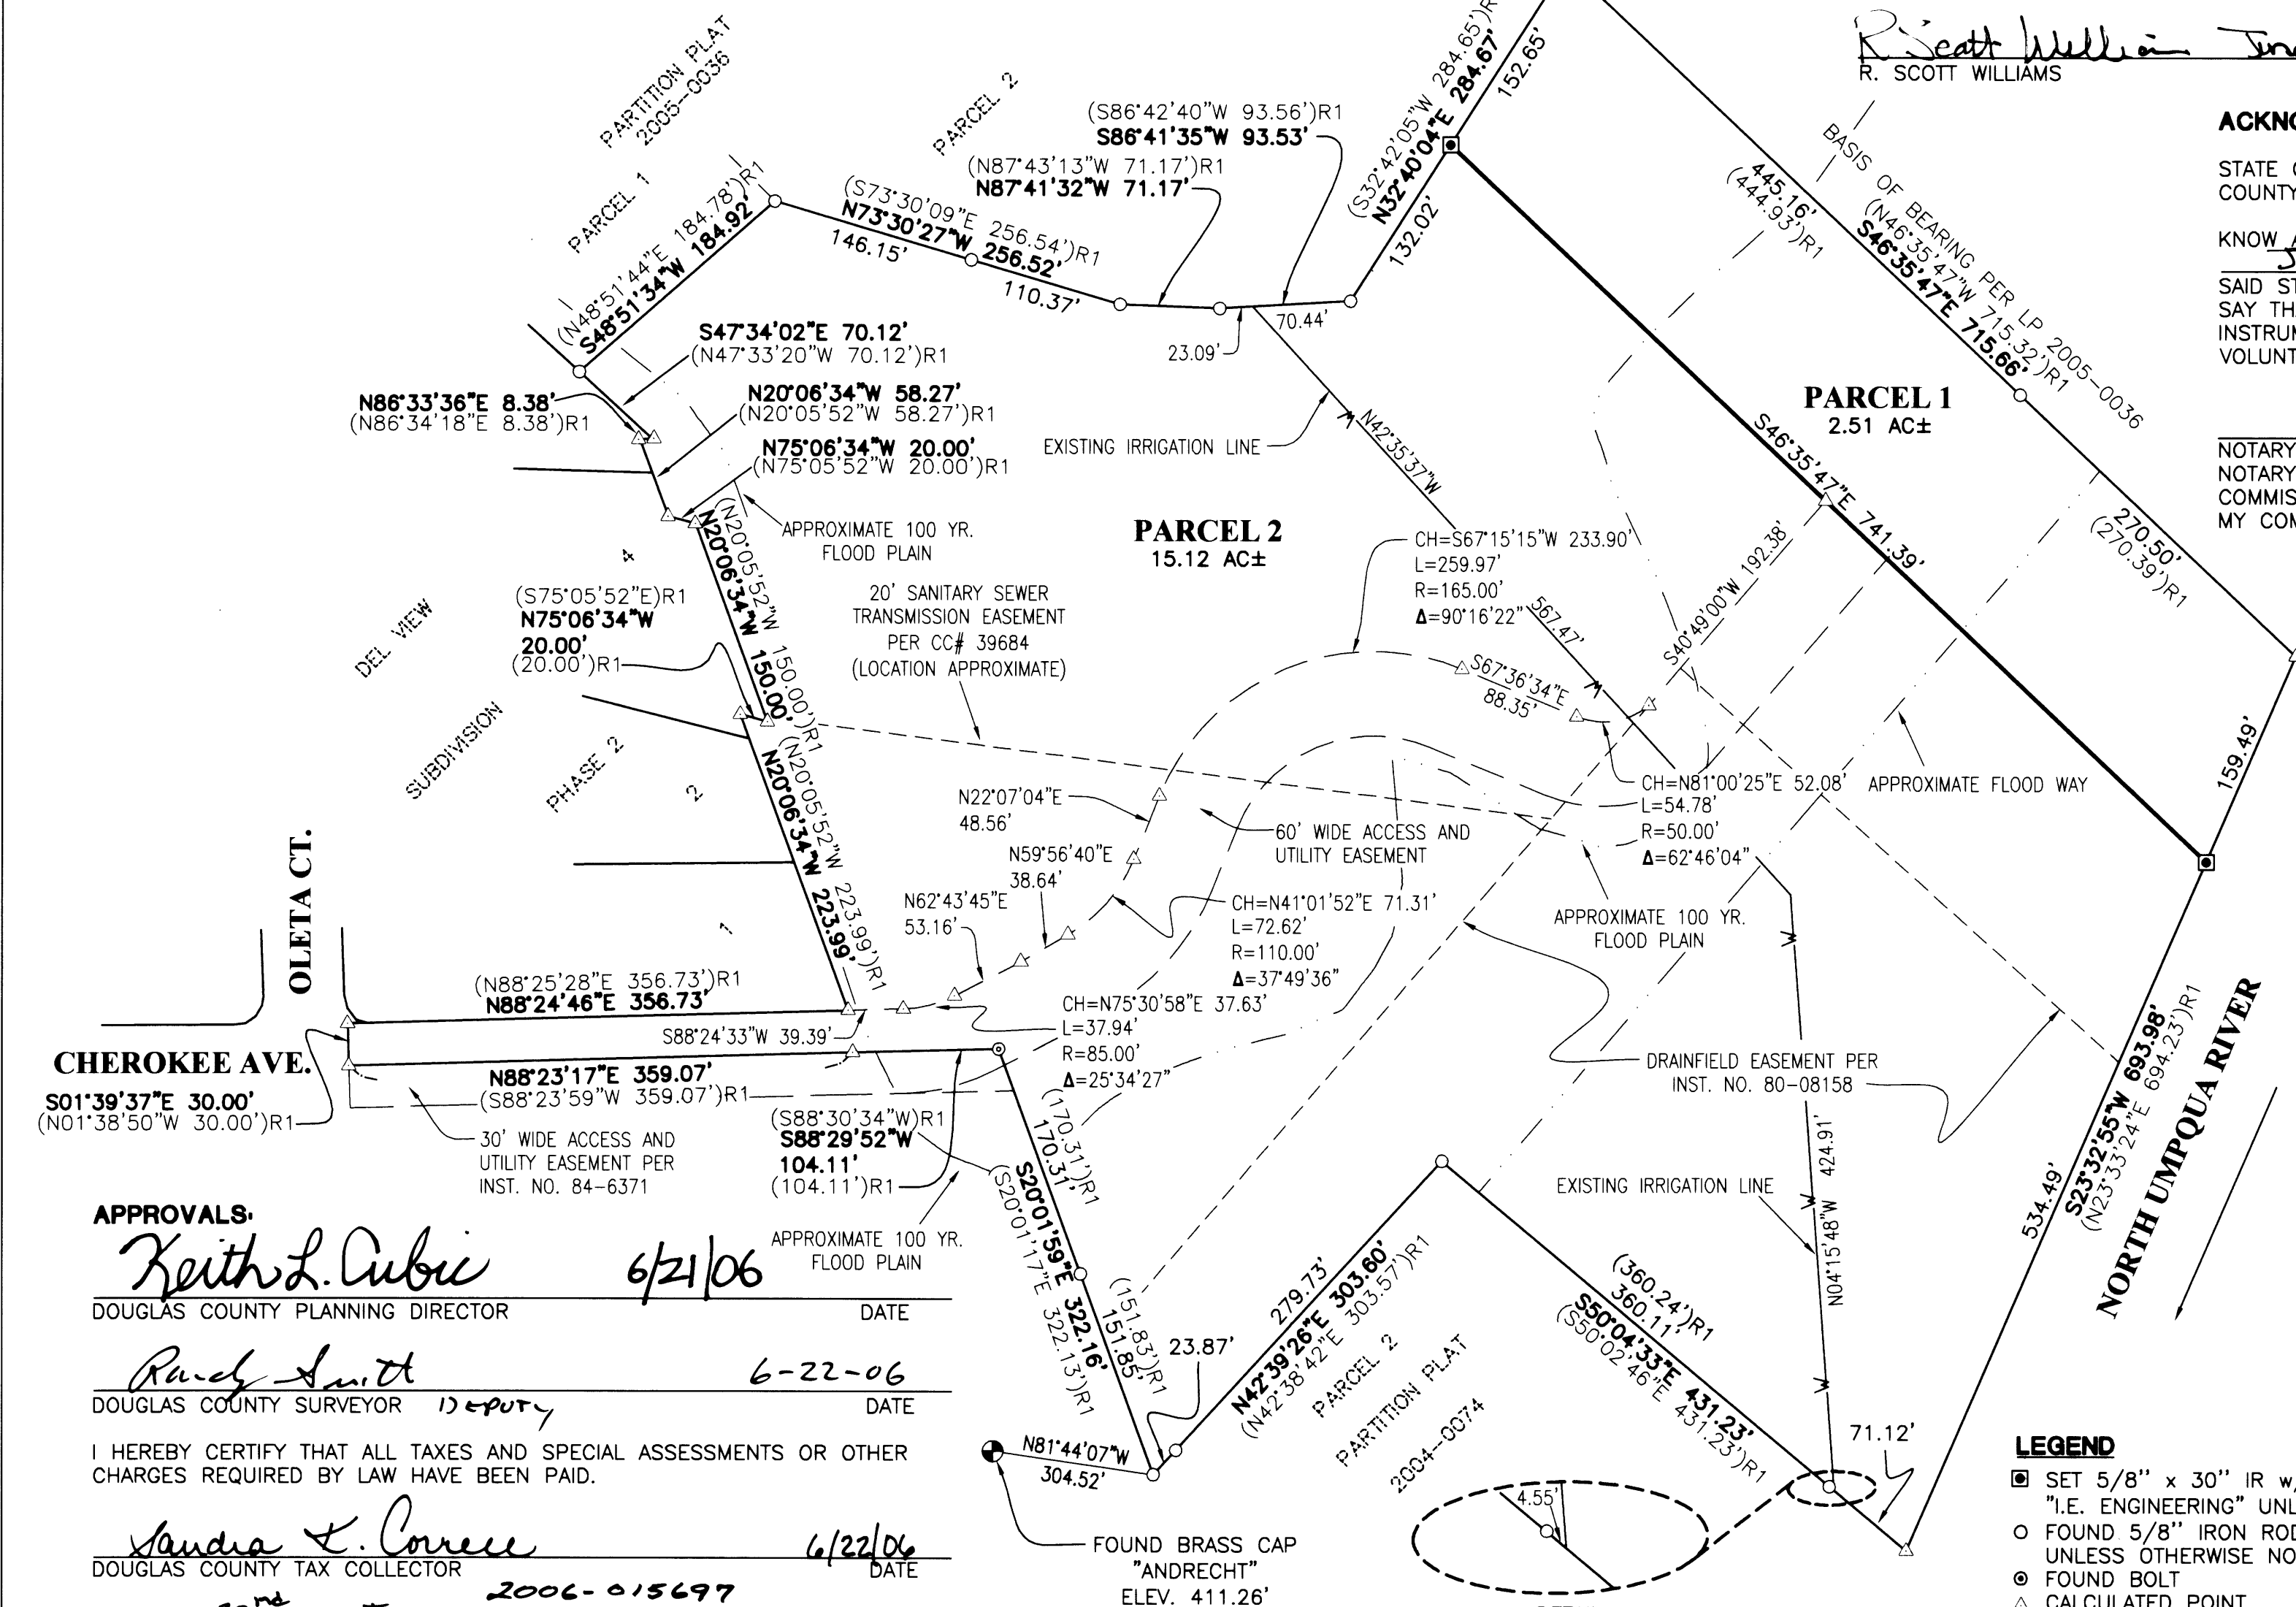 PARTITION PLAT
2005-0036
PARCEL 1
PARCEL 2
(S86°42'40"W 93.56')R1
S86°41'35"W 93.53'
(N87°43'13"W 71.17')R1
N87°41'32"W 71.17'
(S73°30'09"E 256.54')R1
N73°30'27"W 256.52'
146.15'
110.37'
(N48°51'44"E 184.78')R1
S48°51'34"W 184.92'
(S32°42'05"W 284.65')R1
N32°40'04"E 284.67'
152.65'
132.02'
70.44'
23.09'
R. SCOTT WILLIAMS
BASIS OF BEARING PER LP 2005-0036
(N46°35'47"W 715.32')R1
S46°35'47"E 715.66'
445.16'
(444.93')R1
270.50'
(270.39')R1
PARCEL 1
2.51 AC±
S46°35'47"E 741.39'
159.49'
STATE
COUNTY
KNOW
SAID
SAY
NOTARY
NOTARY
MY
S47°34'02"E 70.12'
(N47°33'20"W 70.12')R1
N86°33'36"E 8.38'
(N86°34'18"E 8.38')R1
N20°06'34"W 58.27'
(N20°05'52"W 58.27')R1
N75°06'34"W 20.00'
(N75°05'52"W 20.00')R1
APPROXIMATE 100 YR.
FLOOD PLAIN
EXISTING IRRIGATION LINE
N42°35'37"W
567.47'
PARCEL 2
15.12 AC±
CH=S67°15'15"W 233.90'
L=259.97'
R=165.00'
Δ=90°16'22"
S40°49'00"W 192.38'
S67°36'34"E
88.35'
20' SANITARY SEWER
TRANSMISSION EASEMENT
PER CC# 39684
(LOCATION APPROXIMATE)
N20°06'34"W 150.00'
(N20°05'52"W 150.00')R1
(S75°05'52"E)R1
N75°06'34"W
20.00'
(20.00')R1
DEL VIEW
SUBDIVISION
PHASE 2
4
2
1
N20°06'34"W 223.99'
(N20°05'52"W 223.99')R1
N22°07'04"E
48.56'
60' WIDE ACCESS AND
UTILITY EASEMENT
CH=N81°00'25"E 52.08'
L=54.78'
R=50.00'
Δ=62°46'04"
APPROXIMATE FLOOD WAY
N59°56'40"E
38.64'
N62°43'45"E
53.16'
CH=N41°01'52"E 71.31'
L=72.62'
R=110.00'
Δ=37°49'36"
APPROXIMATE 100 YR.
FLOOD PLAIN
OLETA CT.
CHEROKEE AVE.
(N88°25'28"E 356.73')R1
N88°24'46"E 356.73'
S88°24'33"W 39.39'
CH=N75°30'58"E 37.63'
L=37.94'
R=85.00'
Δ=25°34'27"
N88°23'17"E 359.07'
(S88°23'59"W 359.07')R1
S01°39'37"E 30.00'
(N01°38'50"W 30.00')R1
30' WIDE ACCESS AND
UTILITY EASEMENT PER
INST. NO. 84-6371
(S88°30'34"W)R1
S88°29'52"W
104.11'
(104.11')R1
APPROXIMATE 100 YR.
FLOOD PLAIN
DRAINFIELD EASEMENT PER
INST. NO. 80-08158
EXISTING IRRIGATION LINE
N04°15'48"W 424.91'
S23°32'55"W 693.98'
(N23°33'24"E 694.23')R1
534.49'
NORTH UMPQUA RIVER
(170.31')R1
170.31'
S20°01'59"E 322.16'
(S20°01'17"E 322.13')R1
(151.83')R1
151.85'
23.87'
279.73'
N42°39'26"E 303.60'
(N42°38'42"E 303.57')R1
PARCEL 2
PARTITION PLAT
2004-0074
(360.24')R1
360.11'
S50°04'33"E 431.23'
(S50°02'46"E 431.23')R1
71.12'
4.55'
N81°44'07"W
304.52'
FOUND BRASS CAP
"ANDRECHT"
ELEV. 411.26'
APPROVALS:
Keith L. Cubic 6/21/06
DOUGLAS COUNTY PLANNING DIRECTOR DATE
Randy Smith 6-22-06
DOUGLAS COUNTY SURVEYOR DEPUTY DATE
I HEREBY CERTIFY THAT ALL TAXES AND SPECIAL ASSESSMENTS OR OTHER
CHARGES REQUIRED BY LAW HAVE BEEN PAID.
6/22/06
DOUGLAS COUNTY TAX COLLECTOR DATE
2006-015697
LEGEND
SET 5/8" x 30" IR
"I.E. ENGINEERING"
FOUND 5/8" IRON
UNLESS OTHERWISE
FOUND BOLT
CALCULATED POINT